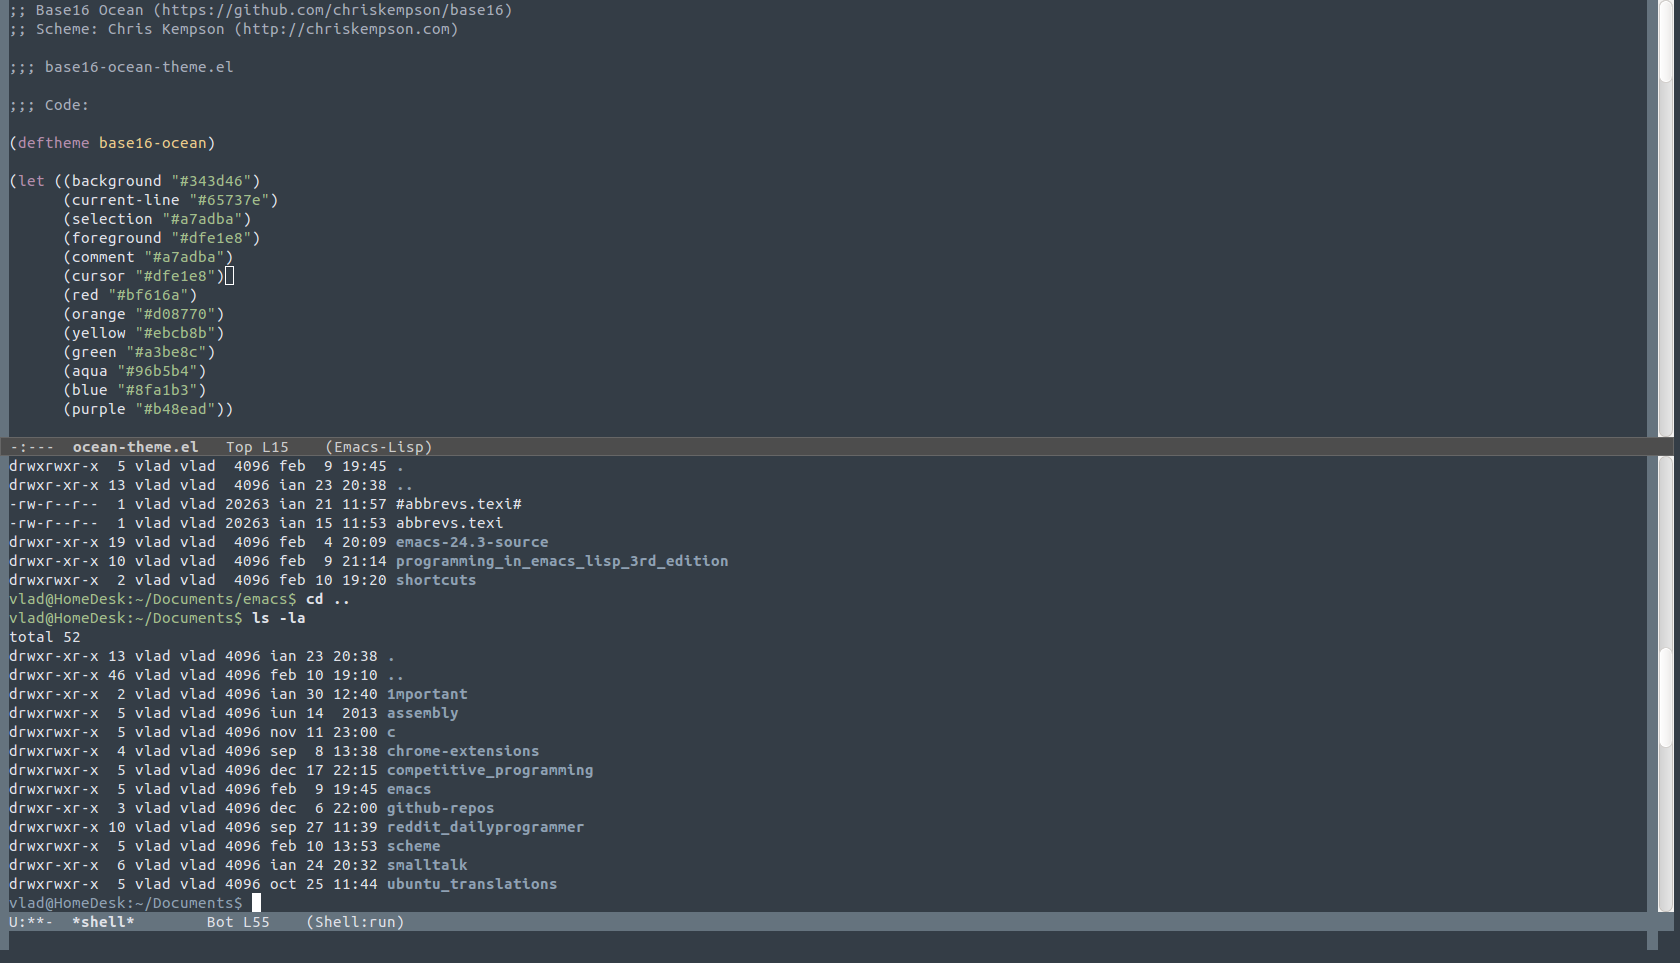 ;; Base16 Ocean (https://github.com/chriskempson/base16)
;; Scheme: Chris Kempson (http://chriskempson.com)
;;; base16-ocean-theme.el
;;; Code:
(deftheme base16-ocean)
(let ((background "#343d46")
      (current-line "#65737e")
      (selection "#a7adba")
      (foreground "#dfe1e8")
      (comment "#a7adba")
      (cursor "#dfe1e8")
      (red "#bf616a")
      (orange "#d08770")
      (yellow "#ebcb8b")
      (green "#a3be8c")
      (aqua "#96b5b4")
      (blue "#8fa1b3")
      (purple "#b48ead"))
-:---  ocean-theme.el   Top L15    (Emacs-Lisp)
drwxrwxr-x  5 vlad vlad  4096 feb  9 19:45 .
drwxr-xr-x 13 vlad vlad  4096 ian 23 20:38 ..
-rw-r--r--  1 vlad vlad 20263 ian 21 11:57 #abbrevs.texi#
-rw-r--r--  1 vlad vlad 20263 ian 15 11:53 abbrevs.texi
drwxr-xr-x 19 vlad vlad  4096 feb  4 20:09 emacs-24.3-source
drwxr-xr-x 10 vlad vlad  4096 feb  9 21:14 programming_in_emacs_lisp_3rd_edition
drwxrwxr-x  2 vlad vlad  4096 feb 10 19:20 shortcuts
vlad@HomeDesk:~/Documents/emacs$ cd ..
vlad@HomeDesk:~/Documents$ ls -la
total 52
drwxr-xr-x 13 vlad vlad 4096 ian 23 20:38 .
drwxr-xr-x 46 vlad vlad 4096 feb 10 19:10 ..
drwxr-xr-x  2 vlad vlad 4096 ian 30 12:40 1mportant
drwxrwxr-x  5 vlad vlad 4096 iun 14  2013 assembly
drwxrwxr-x  5 vlad vlad 4096 nov 11 23:00 c
drwxrwxr-x  4 vlad vlad 4096 sep  8 13:38 chrome-extensions
drwxrwxr-x  5 vlad vlad 4096 dec 17 22:15 competitive_programming
drwxrwxr-x  5 vlad vlad 4096 feb  9 19:45 emacs
drwxr-xr-x  3 vlad vlad 4096 dec  6 22:00 github-repos
drwxrwxr-x 10 vlad vlad 4096 sep 27 11:39 reddit_dailyprogrammer
drwxrwxr-x  5 vlad vlad 4096 feb 10 13:53 scheme
drwxr-xr-x  6 vlad vlad 4096 ian 24 20:32 smalltalk
drwxrwxr-x  5 vlad vlad 4096 oct 25 11:44 ubuntu_translations
vlad@HomeDesk:~/Documents$
U:**-  *shell*        Bot L55    (Shell:run)